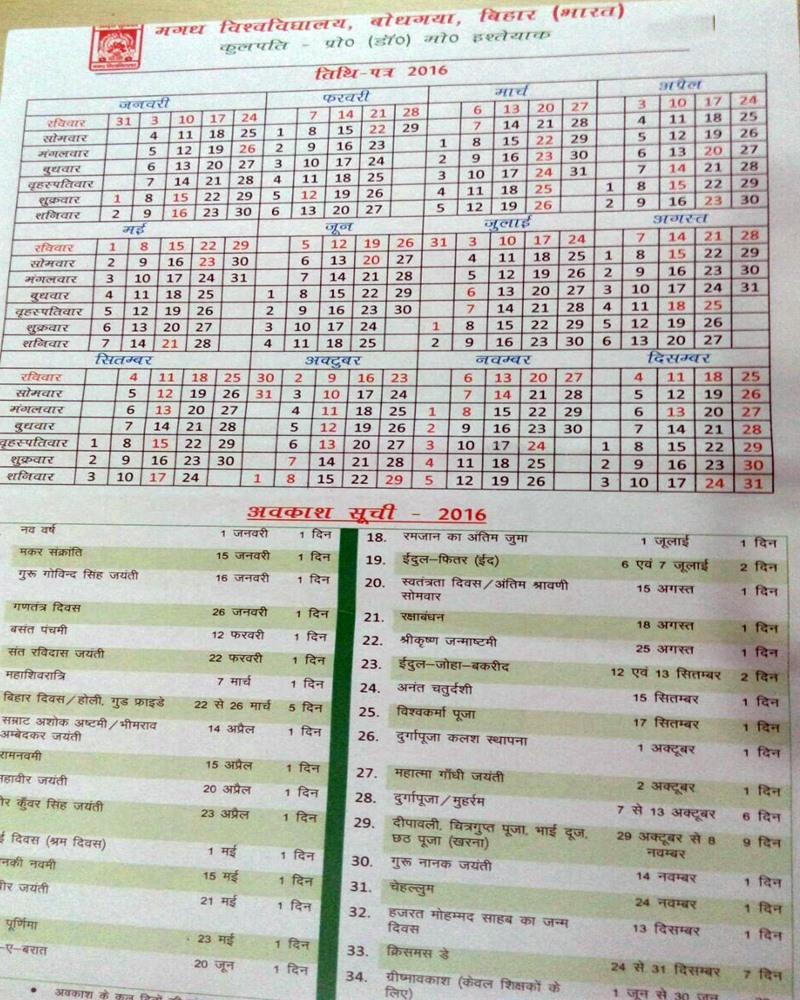 मगध विश्वविद्यालय, बोधगया, बिहार (भारत)
कुलपति - प्रो० (डॉ०) मो० इश्तेयाक
तिथि-पत्र 2016
जनवरी फरवरी मार्च अप्रैल
रविवार 31 3 10 17 24 7 14 21 28 6 13 20 27 3 10 17 24
सोमवार 4 11 18 25 1 8 15 22 29 7 14 21 28 4 11 18 25
मंगलवार 5 12 19 26 2 9 16 23 1 8 15 22 29 5 12 19 26
बुधवार 6 13 20 27 3 10 17 24 2 9 16 23 30 6 13 20 27
वृहस्पतिवार 7 14 21 28 4 11 18 25 3 10 17 24 31 7 14 21 28
शुक्रवार 1 8 15 22 29 5 12 19 26 4 11 18 25 1 8 15 22 29
शनिवार 2 9 16 23 30 6 13 20 27 5 12 19 26 2 9 16 23 30
मई जून जुलाई अगस्त
रविवार 1 8 15 22 29 5 12 19 26 31 3 10 17 24 7 14 21 28
सोमवार 2 9 16 23 30 6 13 20 27 4 11 18 25 1 8 15 22 29
मंगलवार 3 10 17 24 31 7 14 21 28 5 12 19 26 2 9 16 23 30
बुधवार 4 11 18 25 1 8 15 22 29 6 13 20 27 3 10 17 24 31
वृहस्पतिवार 5 12 19 26 2 9 16 23 30 7 14 21 28 4 11 18 25
शुक्रवार 6 13 20 27 3 10 17 24 1 8 15 22 29 5 12 19 26
शनिवार 7 14 21 28 4 11 18 25 2 9 16 23 30 6 13 20 27
सितम्बर अक्टुबर नवम्बर दिसम्बर
रविवार 4 11 18 25 30 2 9 16 23 6 13 20 27 4 11 18 25
सोमवार 5 12 19 26 31 3 10 17 24 7 14 21 28 5 12 19 26
मंगलवार 6 13 20 27 4 11 18 25 1 8 15 22 29 6 13 20 27
बुधवार 7 14 21 28 5 12 19 26 2 9 16 23 30 7 14 21 28
वृहस्पतिवार 1 8 15 22 29 6 13 20 27 3 10 17 24 1 8 15 22 29
शुक्रवार 2 9 16 23 30 7 14 21 28 4 11 18 25 2 9 16 23 30
शनिवार 3 10 17 24 1 8 15 22 29 5 12 19 26 3 10 17 24 31
अवकाश सूची - 2016
नव वर्ष 1 जनवरी 1 दिन
मकर संक्रांति 15 जनवरी 1 दिन
गुरू गोविन्द सिंह जयंती 16 जनवरी 1 दिन
गणतंत्र दिवस 26 जनवरी 1 दिन
बसंत पंचमी 12 फरवरी 1 दिन
संत रविदास जयंती 22 फरवरी 1 दिन
महाशिवरात्रि 7 मार्च 1 दिन
बिहार दिवस/होली, गुड फ्राइडे 22 से 26 मार्च 5 दिन
सम्राट अशोक अष्टमी/भीमराव
अम्बेदकर जयंती 14 अप्रैल 1 दिन
रामनवमी 15 अप्रैल 1 दिन
महावीर जयंती 20 अप्रैल 1 दिन
कुँवर सिंह जयंती 23 अप्रैल 1 दिन
दिवस (श्रम दिवस) 1 मई 1 दिन
नवमी 15 मई 1 दिन
जयंती 21 मई 1 दिन
पूर्णिमा 23 मई 1 दिन
-ए-बरात 20 जून 1 दिन
18. रमजान का अंतिम जुमा 1 जूलाई 1 दिन
19. ईदुल-फितर (ईद) 6 एवं 7 जूलाई 2 दिन
20. स्वतंत्रता दिवस/अंतिम श्रावणी
सोमवार 15 अगस्त 1 दिन
21. रक्षाबंधन 18 अगस्त 1 दिन
22. श्रीकृष्ण जन्माष्टमी 25 अगस्त 1 दिन
23. ईदुल-जोहा-बकरीद 12 एवं 13 सितम्बर 2 दिन
24. अनंत चतुर्दशी 15 सितम्बर 1 दिन
25. विश्वकर्मा पूजा 17 सितम्बर 1 दिन
26. दुर्गापूजा कलश स्थापना 1 अक्टूबर 1 दिन
27. महात्मा गाँधी जयंती 2 अक्टूबर 1 दिन
28. दुर्गापूजा/मुहर्रम 7 से 13 अक्टूबर 6 दिन
29. दीपावली, चित्रगुप्त पूजा, भाई दूज,
छठ पूजा (खरना) 29 अक्टूबर से 8
नवम्बर 9 दिन
30. गुरू नानक जयंती 14 नवम्बर 1 दिन
31. चेहल्लुम 24 नवम्बर 1 दिन
32. हजरत मोहम्मद साहब का जन्म
दिवस 13 दिसम्बर 1 दिन
33. क्रिसमस डे 24 से 31 दिसम्बर 7 दिन
34. ग्रीष्मावकाश (केवल शिक्षकों के
लिए) 1 जून से 30 जून
अवकाश के कुल दिनों की